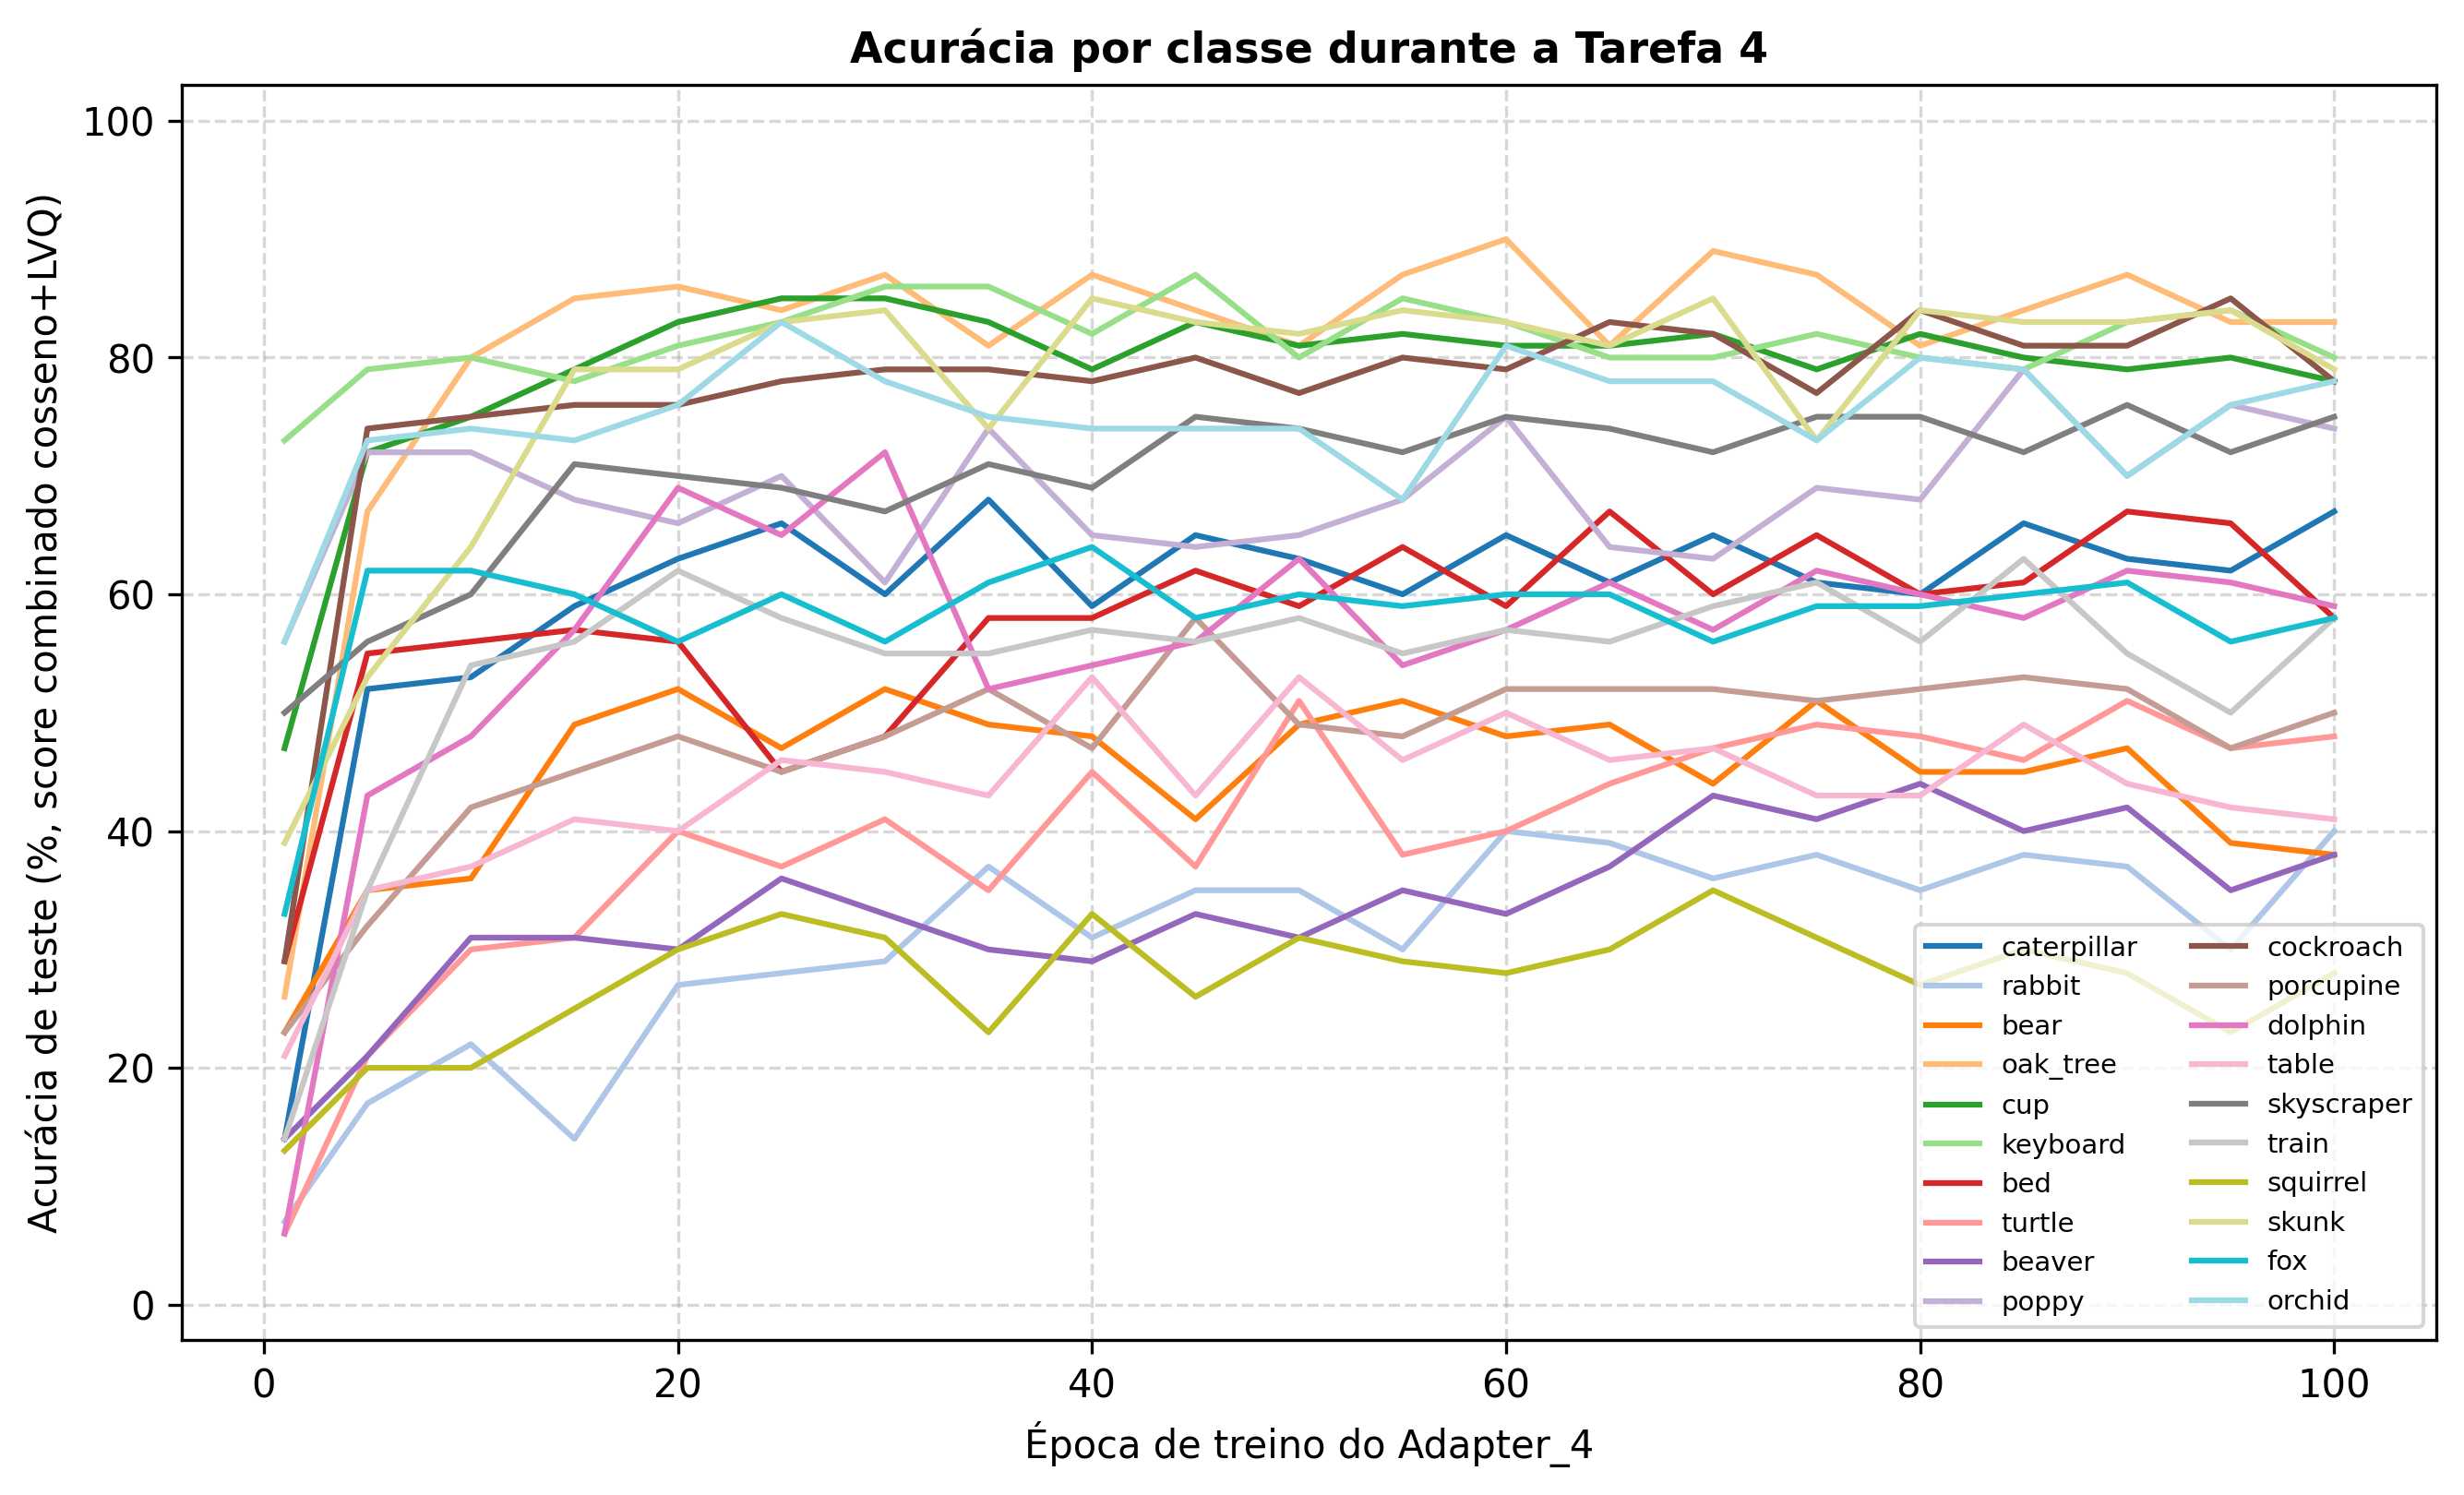 Acurácia por classe durante a Tarefa 4
Acurácia de teste (%, score combinado cosseno+LVQ)
100
80
60
40
20
0
0 20 40 60 80 100
Época de treino do Adapter_4
caterpillar
rabbit
bear
oak_tree
cup
keyboard
bed
turtle
beaver
poppy
cockroach
porcupine
dolphin
table
skyscraper
train
squirrel
skunk
fox
orchid